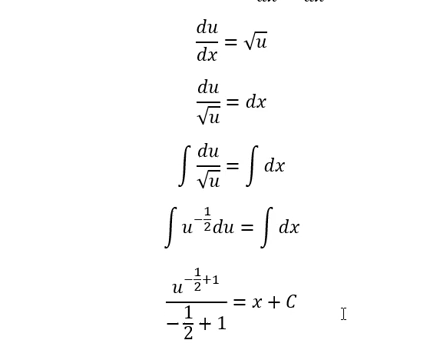 du/dx = √u
du/√u = dx
∫ du/√u = ∫ dx
∫ u^(-1/2) du = ∫ dx
u^(-1/2+1)/(-1/2+1) = x + C